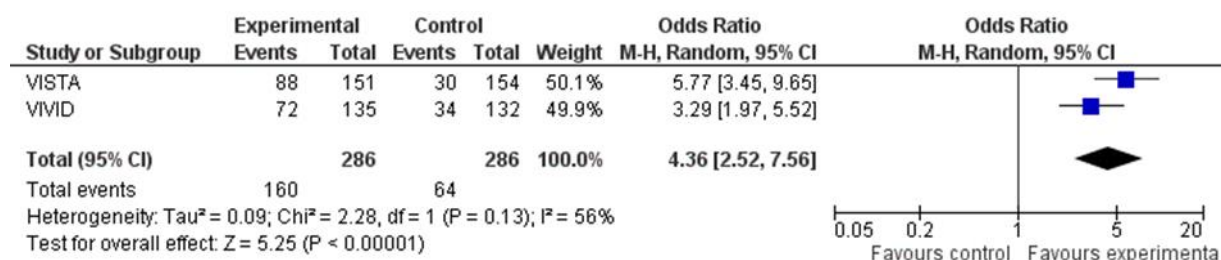 Experimental Control Odds Ratio Odds Ratio
Study or Subgroup Events Total Events Total Weight M-H, Random, 95% CI M-H, Random, 95% CI
VISTA 88 151 30 154 50.1% 5.77 [3.45, 9.65]
VIVID 72 135 34 132 49.9% 3.29 [1.97, 5.52]
Total (95% CI) 286 286 100.0% 4.36 [2.52, 7.56]
Total events 160 64
Heterogeneity: Tau² = 0.09; Chi² = 2.28, df = 1 (P = 0.13); I² = 56%
Test for overall effect: Z = 5.25 (P < 0.00001)
0.05 0.2 1 5 20
Favours control Favours experimenta